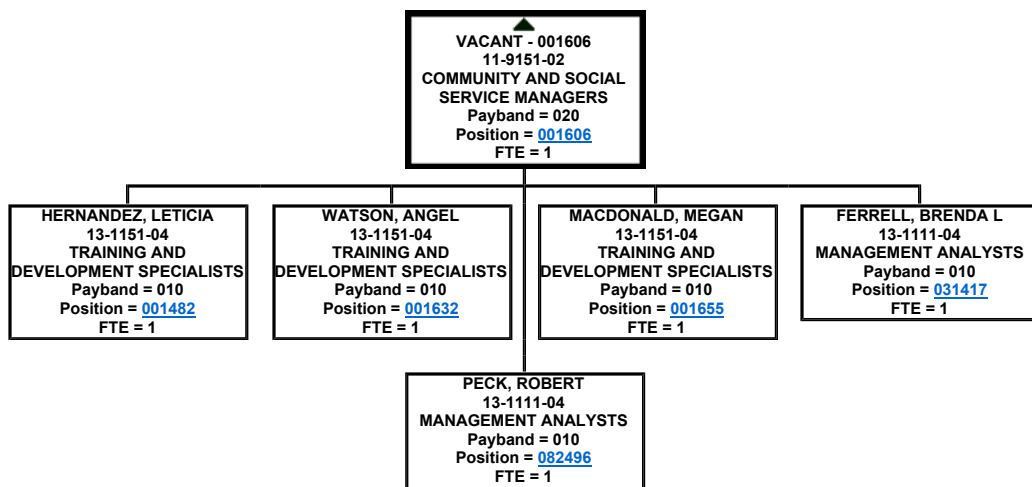 VACANT - 001606
11-9151-02
COMMUNITY AND SOCIAL
SERVICE MANAGERS
Payband = 020
Position = 001606
FTE = 1
HERNANDEZ, LETICIA
13-1151-04
TRAINING AND
DEVELOPMENT SPECIALISTS
Payband = 010
Position = 001482
FTE = 1
WATSON, ANGEL
13-1151-04
TRAINING AND
DEVELOPMENT SPECIALISTS
Payband = 010
Position = 001632
FTE = 1
MACDONALD, MEGAN
13-1151-04
TRAINING AND
DEVELOPMENT SPECIALISTS
Payband = 010
Position = 001655
FTE = 1
FERRELL, BRENDA L
13-1111-04
MANAGEMENT ANALYSTS
Payband = 010
Position = 031417
FTE = 1
PECK, ROBERT
13-1111-04
MANAGEMENT ANALYSTS
Payband = 010
Position = 082496
FTE = 1